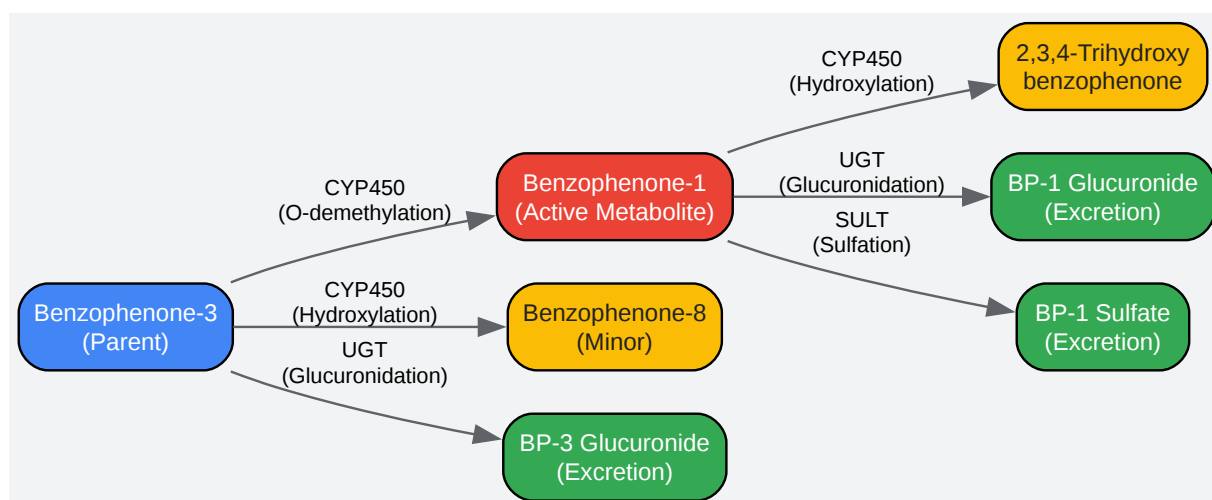 CYP450
(Hydroxylation)
2,3,4-Trihydroxy
benzophenone
CYP450
(O-demethylation)
Benzophenone-1
(Active Metabolite)
UGT
(Glucuronidation)
BP-1 Glucuronide
(Excretion)
SULT
(Sulfation)
Benzophenone-3
(Parent)
CYP450
(Hydroxylation)
Benzophenone-8
(Minor)
BP-1 Sulfate
(Excretion)
UGT
(Glucuronidation)
BP-3 Glucuronide
(Excretion)